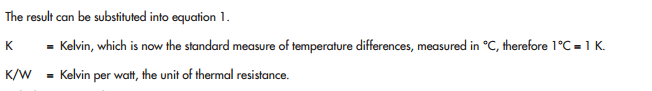 The result can be substituted into equation 1.
K = Kelvin, which is now the standard measure of temperature differences, measured in °C, therefore 1°C = 1 K.
K/W = Kelvin per watt, the unit of thermal resistance.